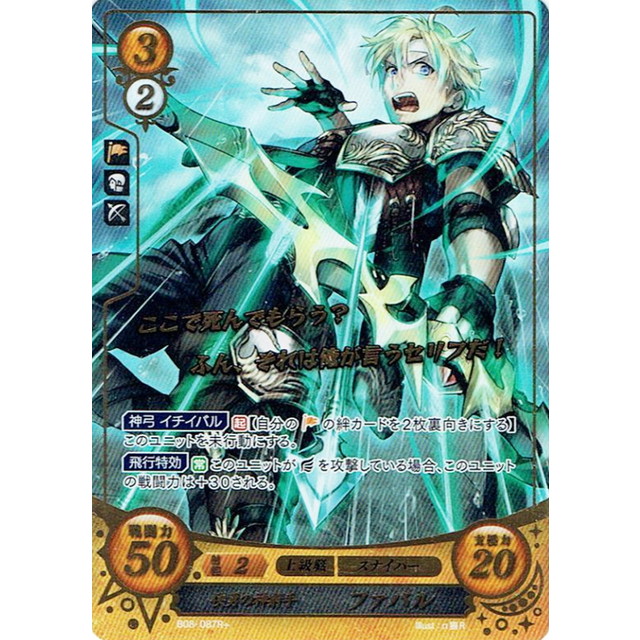 3
2
ここで死んでもらう?
ふん、それは俺が言うセリフだ!
神弓 イチイバル 起【自分の の絆カードを2枚裏向きにする】
このユニットを未行動にする。
飛行特効 常 このユニットが を攻撃している場合、このユニット
の戦闘力は+30される。
戦闘力
50
射程 2
上級職 スナイパー
支援力
20
ファバル
B06-087R+